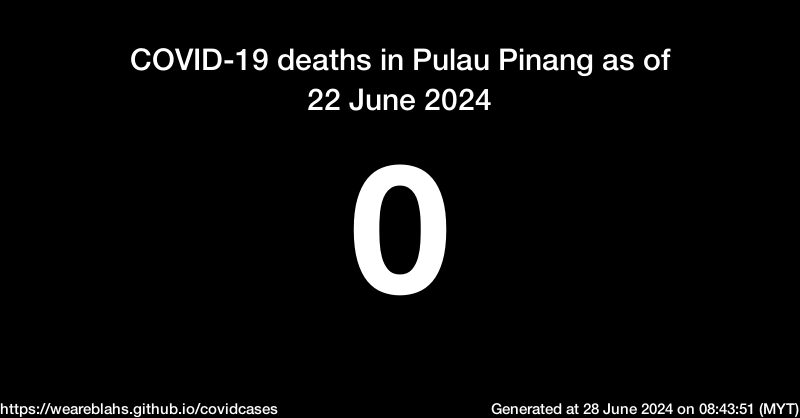 COVID-19 deaths in Pulau Pinang as of
22 June 2024
0
https://weareblahs.github.io/covidcases
Generated at 28 June 2024 on 08:43:51 (MYT)